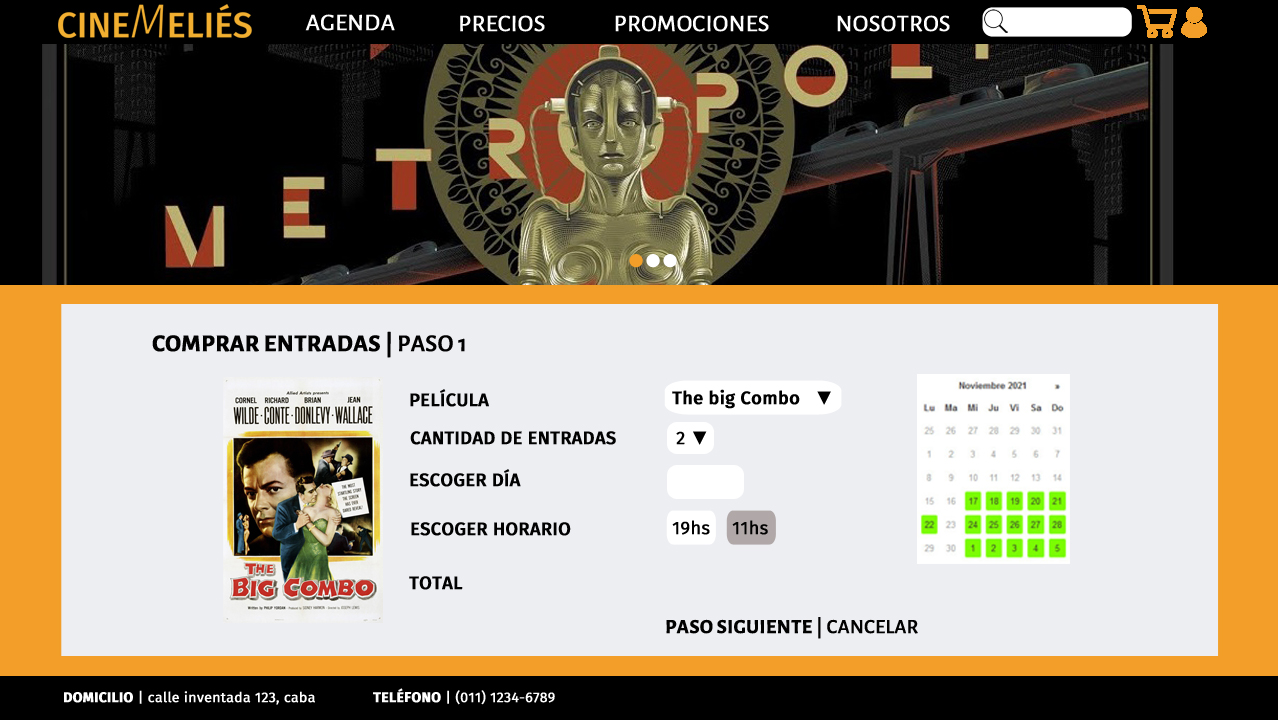 CINEMELIÉS
AGENDA
PRECIOS
PROMOCIONES
NOSOTROS
METROPOLI
COMPRAR ENTRADAS | PASO 1
Allied Artists presents
CORNEL RICHARD BRIAN JEAN
WILDE · CONTE · DONLEVY · WALLACE
THE MOST
STARTLING STORY
THE SCREEN
HAS EVER
DARED REVEAL!
THE
BIG COMBO
Written by PHILIP YORDAN
PELÍCULA
The big Combo ▼
CANTIDAD DE ENTRADAS
2 ▼
ESCOGER DÍA
ESCOGER HORARIO
19hs
11hs
TOTAL
Noviembre 2021 »
Lu Ma Mi Ju Vi Sa Do
25 26 27 28 29 30 31
1 2 3 4 5 6 7
8 9 10 11 12 13 14
15 16 17 18 19 20 21
22 23 24 25 26 27 28
29 30 1 2 3 4 5
PASO SIGUIENTE | CANCELAR
DOMICILIO | calle inventada 123, caba
TELÉFONO | (011) 1234-6789